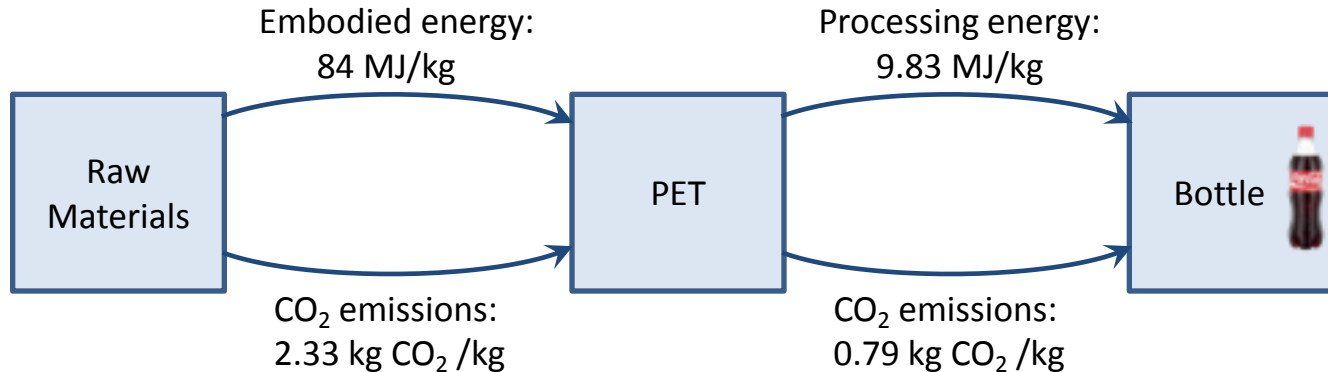 Embodied energy:
84 MJ/kg
Processing energy:
9.83 MJ/kg
Raw
Materials
PET
Bottle
CO₂ emissions:
2.33 kg CO₂ /kg
CO₂ emissions:
0.79 kg CO₂ /kg